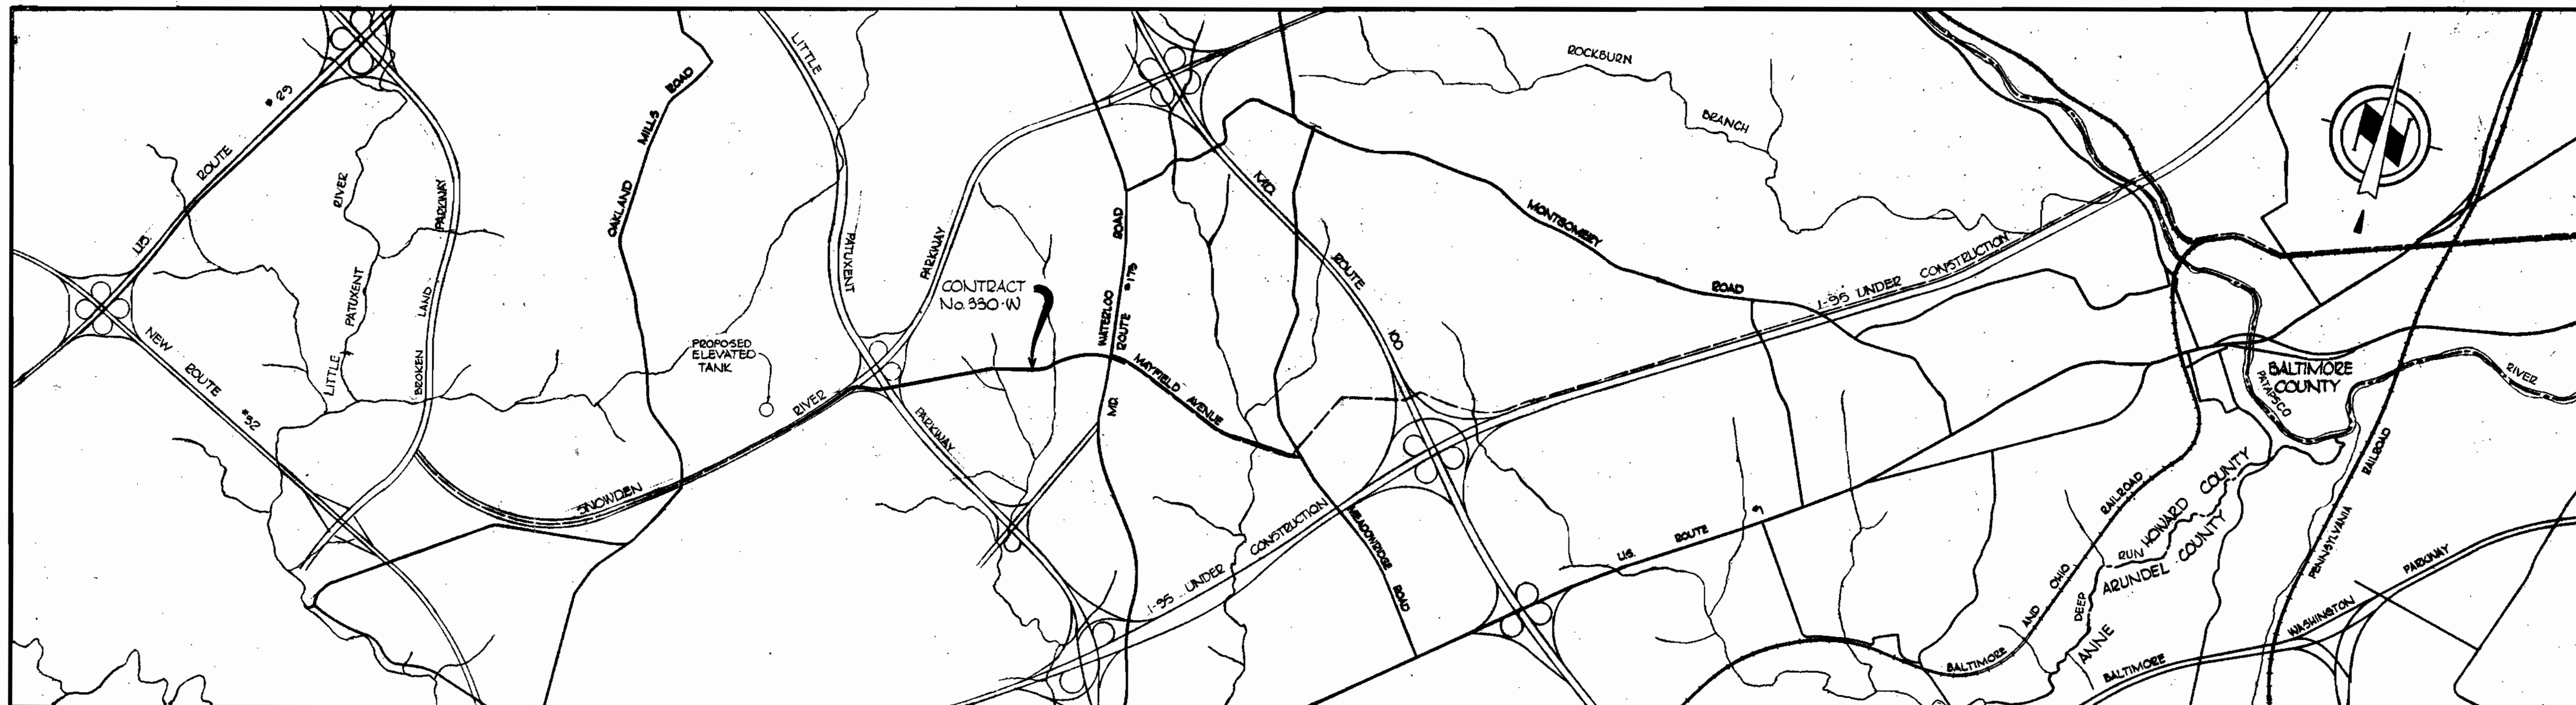 U.S. ROUTE # 29
LITTLE PATUXENT RIVER
BROKEN LAND PARKWAY
NEW ROUTE #32
OAKLAND MILLS ROAD
PROPOSED
ELEVATED
TANK
SNOWDEN RIVER PARKWAY
LITTLE PATUXENT PARKWAY
CONTRACT
No. 330-W
WATERLOO ROAD
MD. ROUTE #175
MAYFIELD AVENUE
MD. ROUTE 100
I-95 UNDER CONSTRUCTION
MEADOWRIDGE ROAD
ROCKBURN BRANCH
MONTGOMERY ROAD
I-95 UNDER CONSTRUCTION
U.S. ROUTE
BALTIMORE AND OHIO RAILROAD
DEEP RUN
HOWARD COUNTY
ANNE ARUNDEL COUNTY
BALTIMORE
COUNTY
PATAPSCO RIVER
PENNSYLVANIA RAILROAD
BALTIMORE WASHINGTON PARKWAY
N